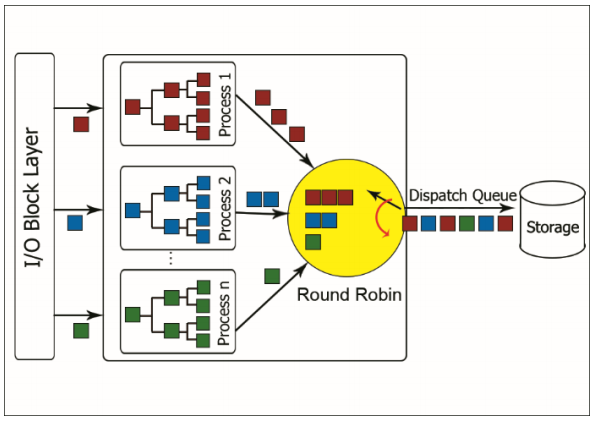 I/O Block Layer
Process 1
Process 2
...
Process n
Round Robin
Dispatch Queue
Storage